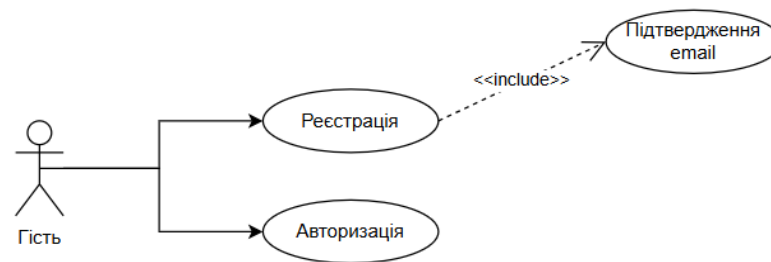 Підтвердження
email
<<include>>
Реєстрація
Авторизація
Гість